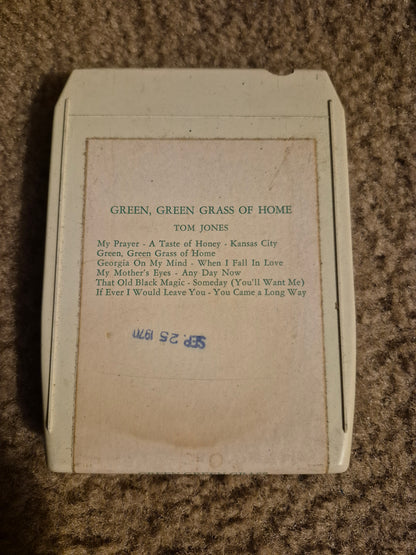 GREEN, GREEN GRASS OF HOME
TOM JONES
My Prayer - A Taste of Honey - Kansas City
Green, Green Grass of Home
Georgia On My Mind - When I Fall In Love
My Mother's Eyes - Any Day Now
That Old Black Magic - Someday (You'll Want Me)
If Ever I Would Leave You - You Came a Long Way
SEP. 25 1970